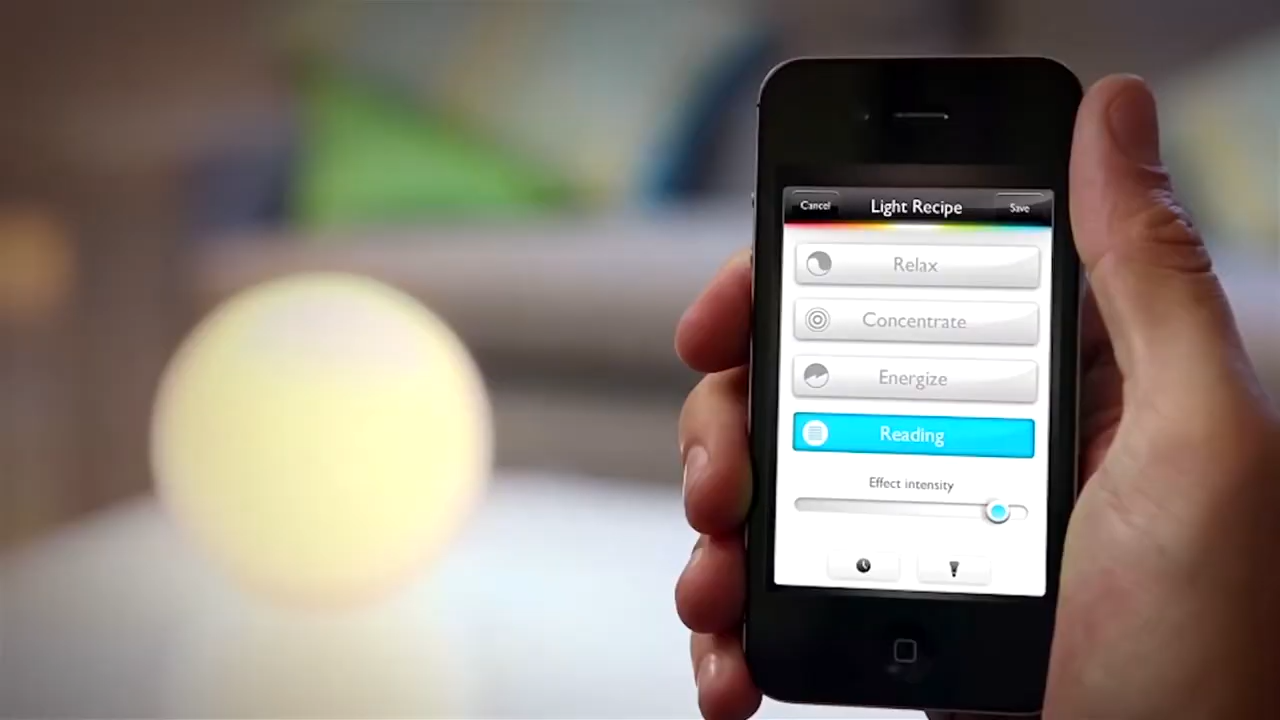 Cancel Light Recipe Save
Relax
Concentrate
Energize
Reading
Effect intensity